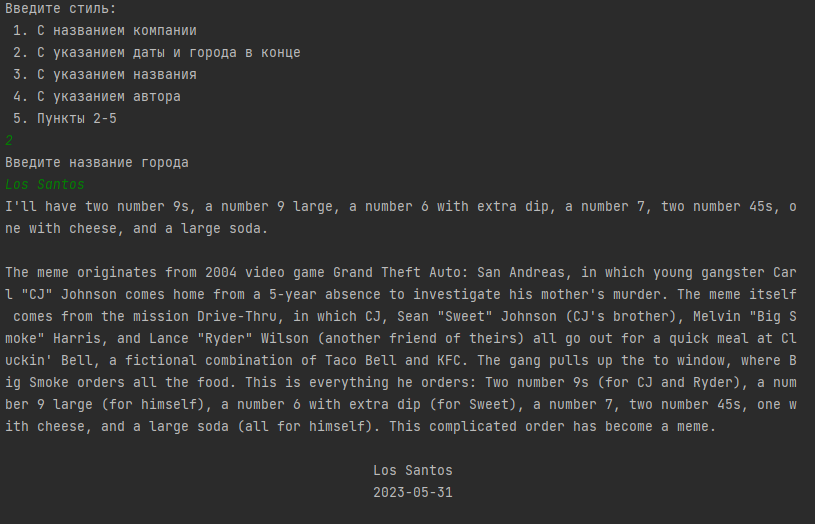 Введите стиль:
1. С названием компании
2. С указанием даты и города в конце
3. С указанием названия
4. С указанием автора
5. Пункты 2-5
2
Введите название города
Los Santos
I'll have two number 9s, a number 9 large, a number 6 with extra dip, a number 7, two number 45s, o
ne with cheese, and a large soda.
The meme originates from 2004 video game Grand Theft Auto: San Andreas, in which young gangster Car
l "CJ" Johnson comes home from a 5-year absence to investigate his mother's murder. The meme itself
comes from the mission Drive-Thru, in which CJ, Sean "Sweet" Johnson (CJ's brother), Melvin "Big S
moke" Harris, and Lance "Ryder" Wilson (another friend of theirs) all go out for a quick meal at Cl
uckin' Bell, a fictional combination of Taco Bell and KFC. The gang pulls up the to window, where B
ig Smoke orders all the food. This is everything he orders: Two number 9s (for CJ and Ryder), a num
ber 9 large (for himself), a number 6 with extra dip (for Sweet), a number 7, two number 45s, one w
ith cheese, and a large soda (all for himself). This complicated order has become a meme.
Los Santos
2023-05-31